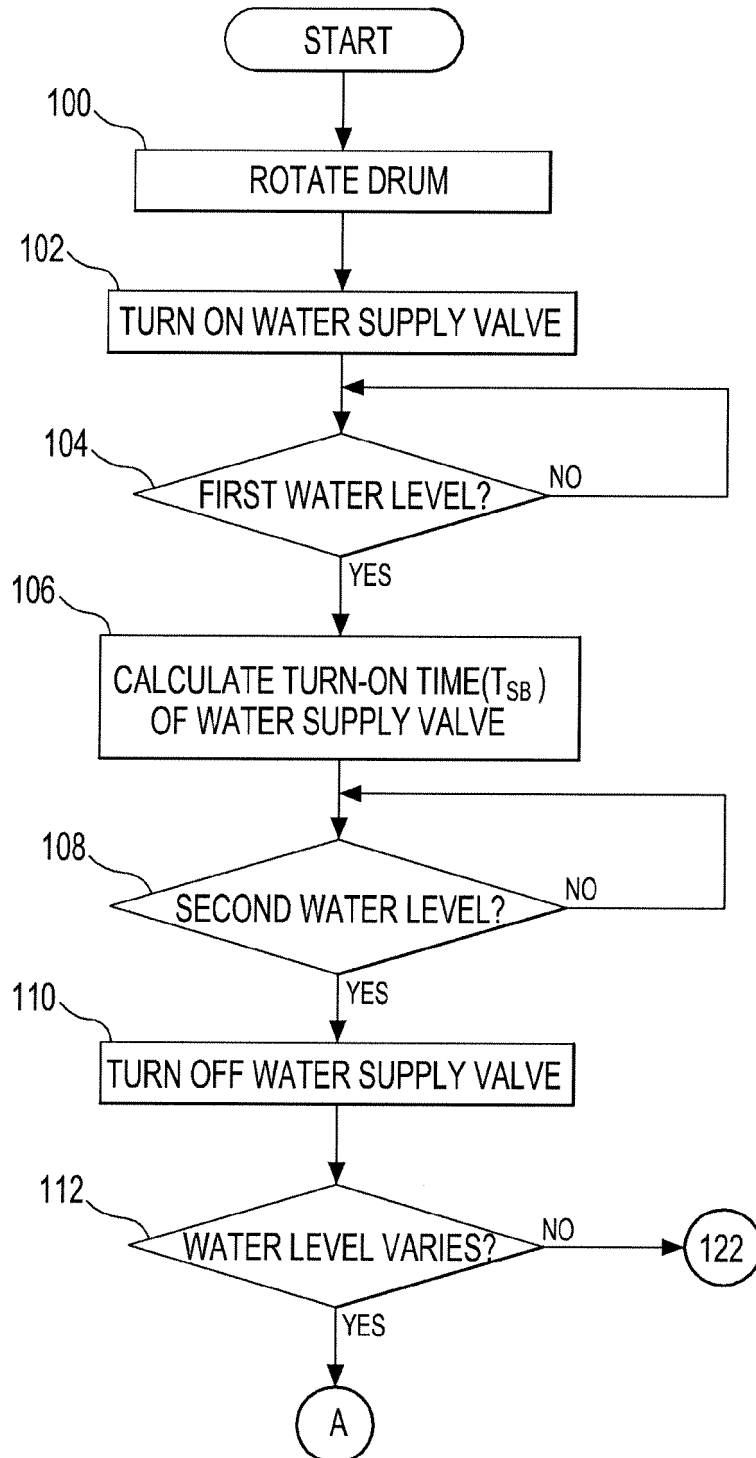 START
100
ROTATE DRUM
102
TURN ON WATER SUPPLY VALVE
104
FIRST WATER LEVEL?
NO
YES
106
CALCULATE TURN-ON TIME(TSB)
OF WATER SUPPLY VALVE
108
SECOND WATER LEVEL?
NO
YES
110
TURN OFF WATER SUPPLY VALVE
112
WATER LEVEL VARIES?
NO
122
YES
A